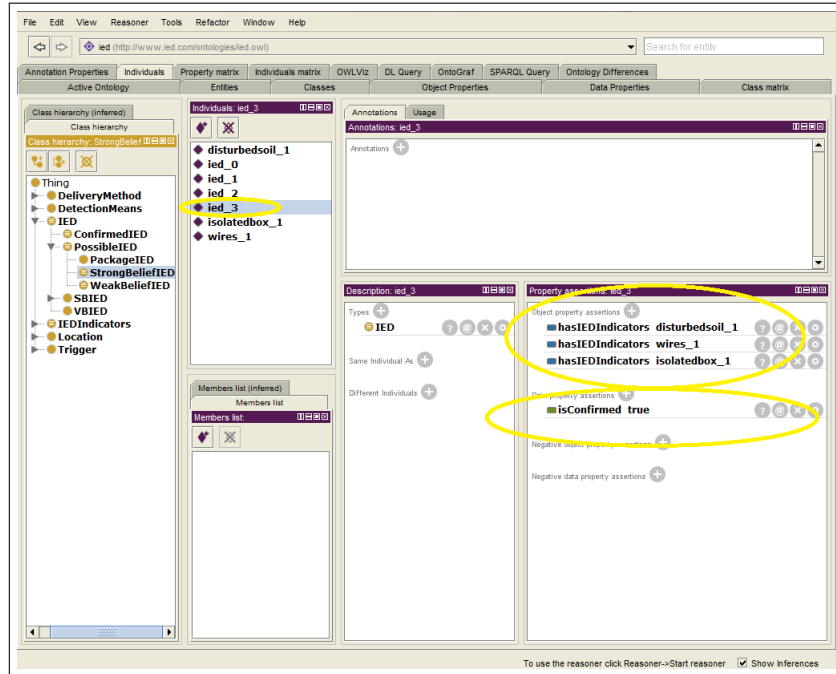 File Edit View Reasoner Tools Refactor Window Help
ied (http://www.ied.com/ontologies/ied.owl)
Search for entity
Annotation Properties Individuals Property matrix Individuals matrix OWLViz DL Query OntoGraf SPARQL Query Ontology Differences
Active Ontology Entities Classes Object Properties Data Properties Class matrix
Class hierarchy (inferred)
Class hierarchy
Class hierarchy: StrongBelief
Thing
DeliveryMethod
DetectionMeans
IED
ConfirmedIED
PossibleIED
PackageIED
StrongBeliefIED
WeakBeliefIED
SBIED
VBIED
IEDIndicators
Location
Trigger
Individuals: ied_3
disturbedsoil_1
ied_0
ied_1
ied_2
ied_3
isolatedbox_1
wires_1
Members list (inferred)
Members list
Members list:
Annotations Usage
Annotations: ied_3
Annotations
Description: ied_3
Types
IED
Same Individual As
Different Individuals
Property assertions: ied_3
Object property assertions
hasIEDIndicators disturbedsoil_1
hasIEDIndicators wires_1
hasIEDIndicators isolatedbox_1
Data property assertions
isConfirmed true
Negative object property assertions
Negative data property assertions
To use the reasoner click Reasoner->Start reasoner Show Inferences